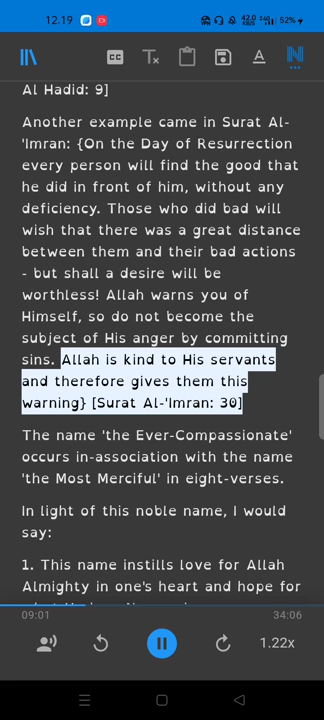 12.19
42.0
KB/s
52%
CC
A
N
Al Hadid: 9]
Another example came in Surat Al-
'Imran: {On the Day of Resurrection
every person will find the good that
he did in front of him, without any
deficiency. Those who did bad will
wish that there was a great distance
between them and their bad actions
- but shall a desire will be
worthless! Allah warns you of
Himself, so do not become the
subject of His anger by committing
sins. Allah is kind to His servants
and therefore gives them this
warning} [Surat Al-'Imran: 30]
The name 'the Ever-Compassionate'
occurs in-association with the name
'the Most Merciful' in eight-verses.
In light of this noble name, I would
say:
1. This name instills love for Allah
Almighty in one's heart and hope for
09:01
34:06
1.22x